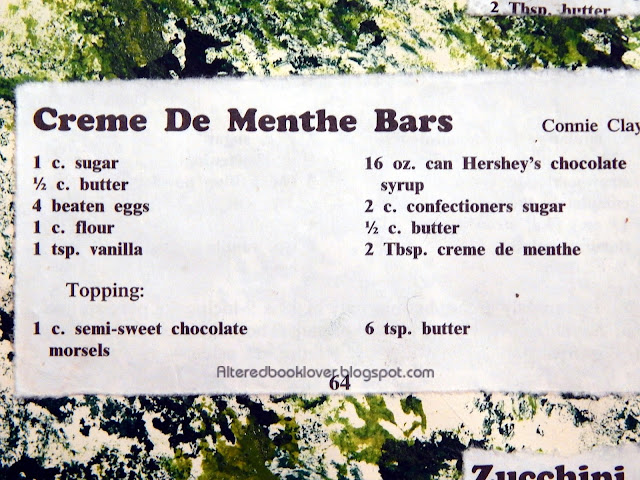 2 Tbsp. butter
Creme De Menthe Bars
Connie Clay
1 c. sugar
½ c. butter
4 beaten eggs
1 c. flour
1 tsp. vanilla
16 oz. can Hershey's chocolate
syrup
2 c. confectioners sugar
½ c. butter
2 Tbsp. creme de menthe
Topping:
1 c. semi-sweet chocolate
morsels
6 tsp. butter
Alteredbooklover.blogspot.com
64
Zucchini